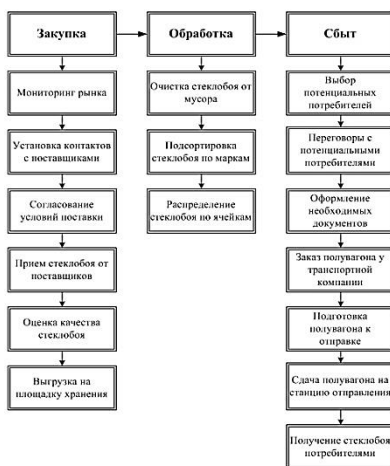 Закупка
Обработка
Сбыт
Мониторинг рынка
Установка контактов
с поставщиками
Согласование
условий поставки
Прием стеклобоя от
поставщиков
Оценка качества
стеклобоя
Выгрузка на
площадку хранения
Очистка стеклобоя от
мусора
Подсортировка
стеклобоя по маркам
Распределение
стеклобоя по ячейкам
Выбор
потенциальных
потребителей
Переговоры с
потенциальными
потребителями
Оформление
необходимых
документов
Заказ полувагона у
транспортной
компании
Подготовка
полувагона к
отправке
Сдача полувагона на
станцию отправления
Получение стеклобоя
потребителями